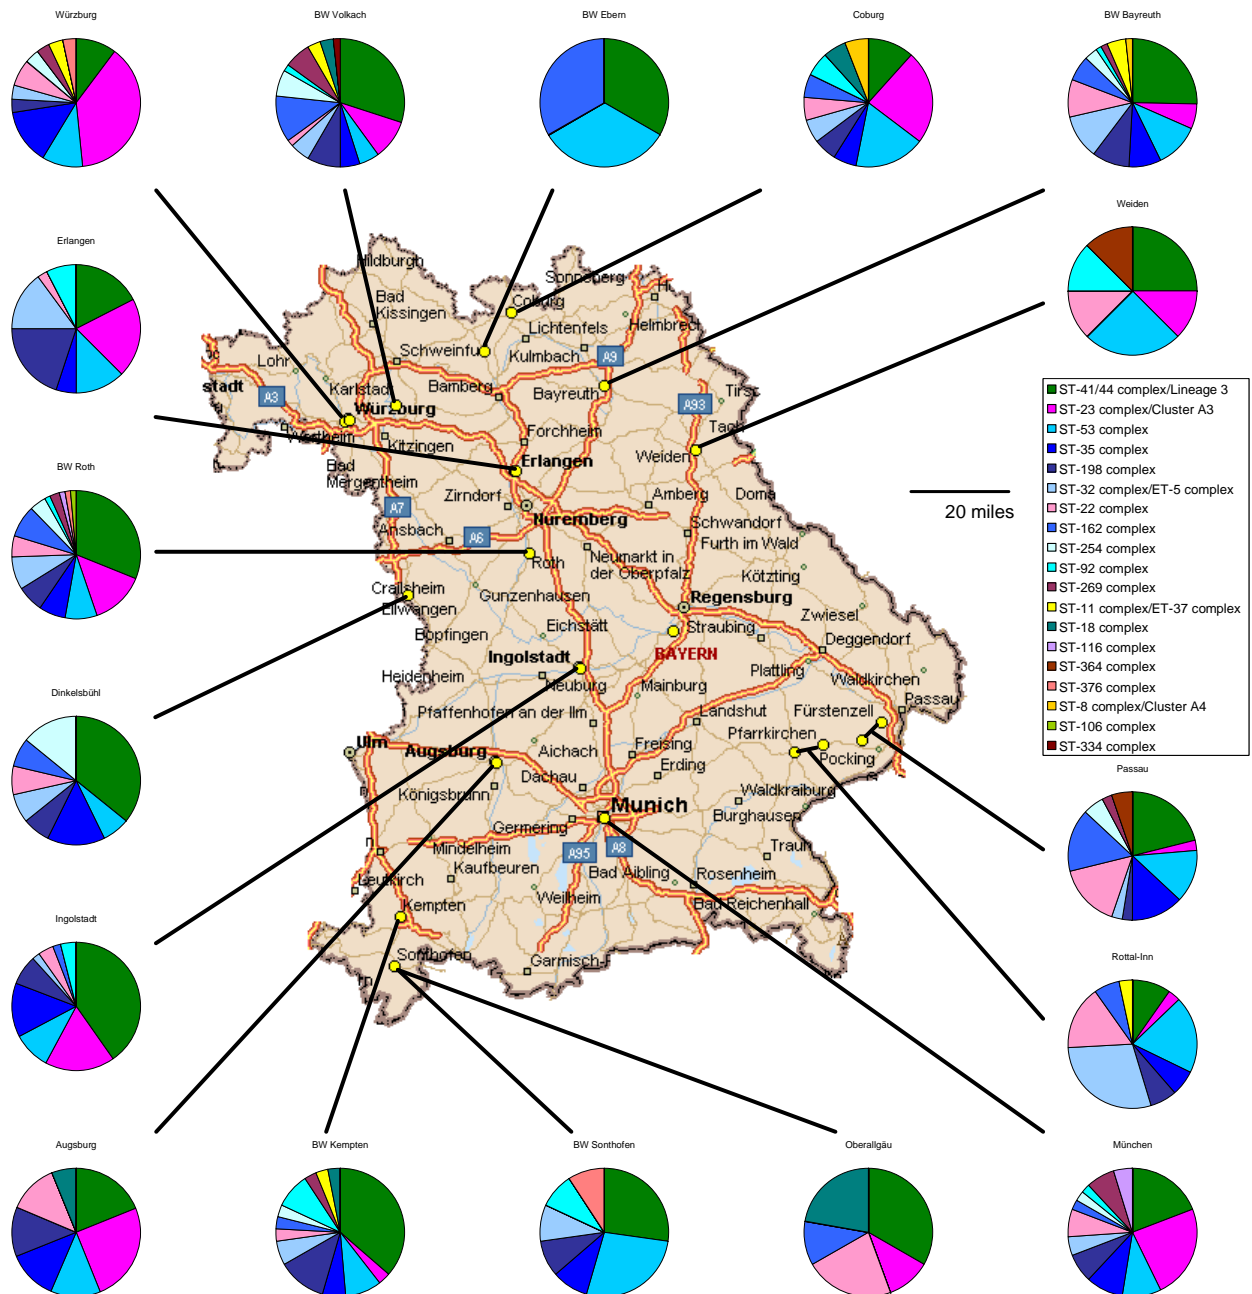 Würzburg
BW Volkach
BW Ebern
Coburg
BW Bayreuth
Weiden
Erlangen
BW Roth
Dinkelsbühl
Ingolstadt
Augsburg
BW Kempten
BW Sonthofen
Oberallgäu
München
Passau
Rottal-Inn
ST-41/44 complex/Lineage 3
ST-23 complex/Cluster A3
ST-53 complex
ST-35 complex
ST-198 complex
ST-32 complex/ET-5 complex
ST-22 complex
ST-162 complex
ST-254 complex
ST-92 complex
ST-269 complex
ST-11 complex/ET-37 complex
ST-18 complex
ST-116 complex
ST-364 complex
ST-376 complex
ST-8 complex/Cluster A4
ST-106 complex
ST-334 complex
20 miles
Hildburgh
Sonneberg
Bad
Kissingen
Coburg
Helmbrec
Lichtenfels
Kulmbach
Schweinfu
A9
Lohr
Karlstadt
Bamberg
Bayreuth
A93
Tirsc
stadt
A3
Würzburg
Tach
Wertheim
Kitzingen
Forchheim
Weiden
Bad
Mergentheim
Erlangen
Zirndorf
Amberg
Doma
A7
Nuremberg
Ansbach
A6
Schwandorf
Furth im Wald
Roth
Neumarkt in
der Oberpfalz
Kötzting
Crailsheim
Ellwangen
Gunzenhausen
Regensburg
Zwiesel
Bopfingen
Eichstätt
Straubing
Deggendorf
BAYERN
Ingolstadt
Plattling
Heidenheim
Neuburg
Mainburg
Waldkirchen
Passau
Pfaffenhofen an der Ilm
Landshut
Fürstenzell
Pfarrkirchen
Pocking
Ulm
Augsburg
Aichach
Freising
Erding
Dachau
Königsbrunn
Munich
Waldkraiburg
Burghausen
Germering
Mindelheim
A95
A8
Traun
Kaufbeuren
Bad Aibling
Rosenheim
Leutkirch
Weilheim
Bad Reichenhall
Kempten
Sonthofen
Garmisch-F